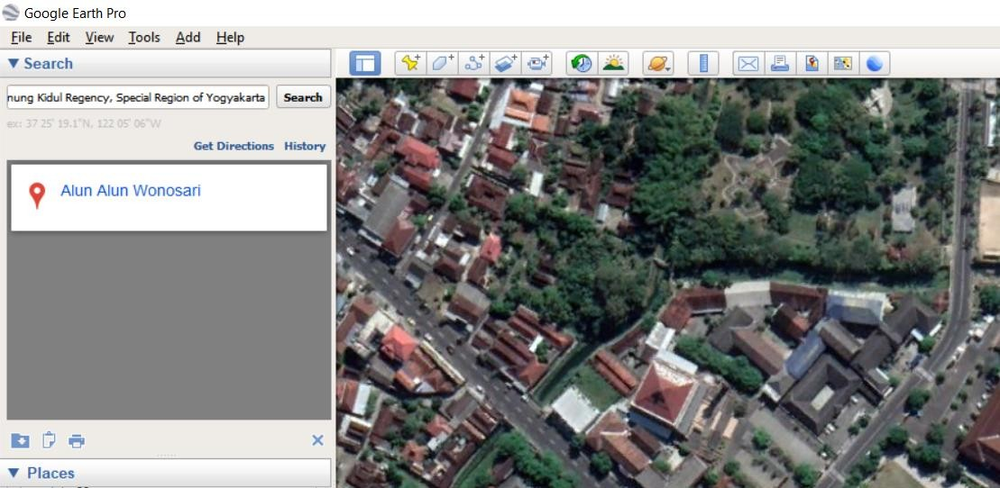 Google Earth Pro
File Edit View Tools Add Help
Search
nung Kidul Regency, Special Region of Yogyakarta Search
ex: 37 25' 19.1"N, 122 05' 06"W
Get Directions History
Alun Alun Wonosari
Places